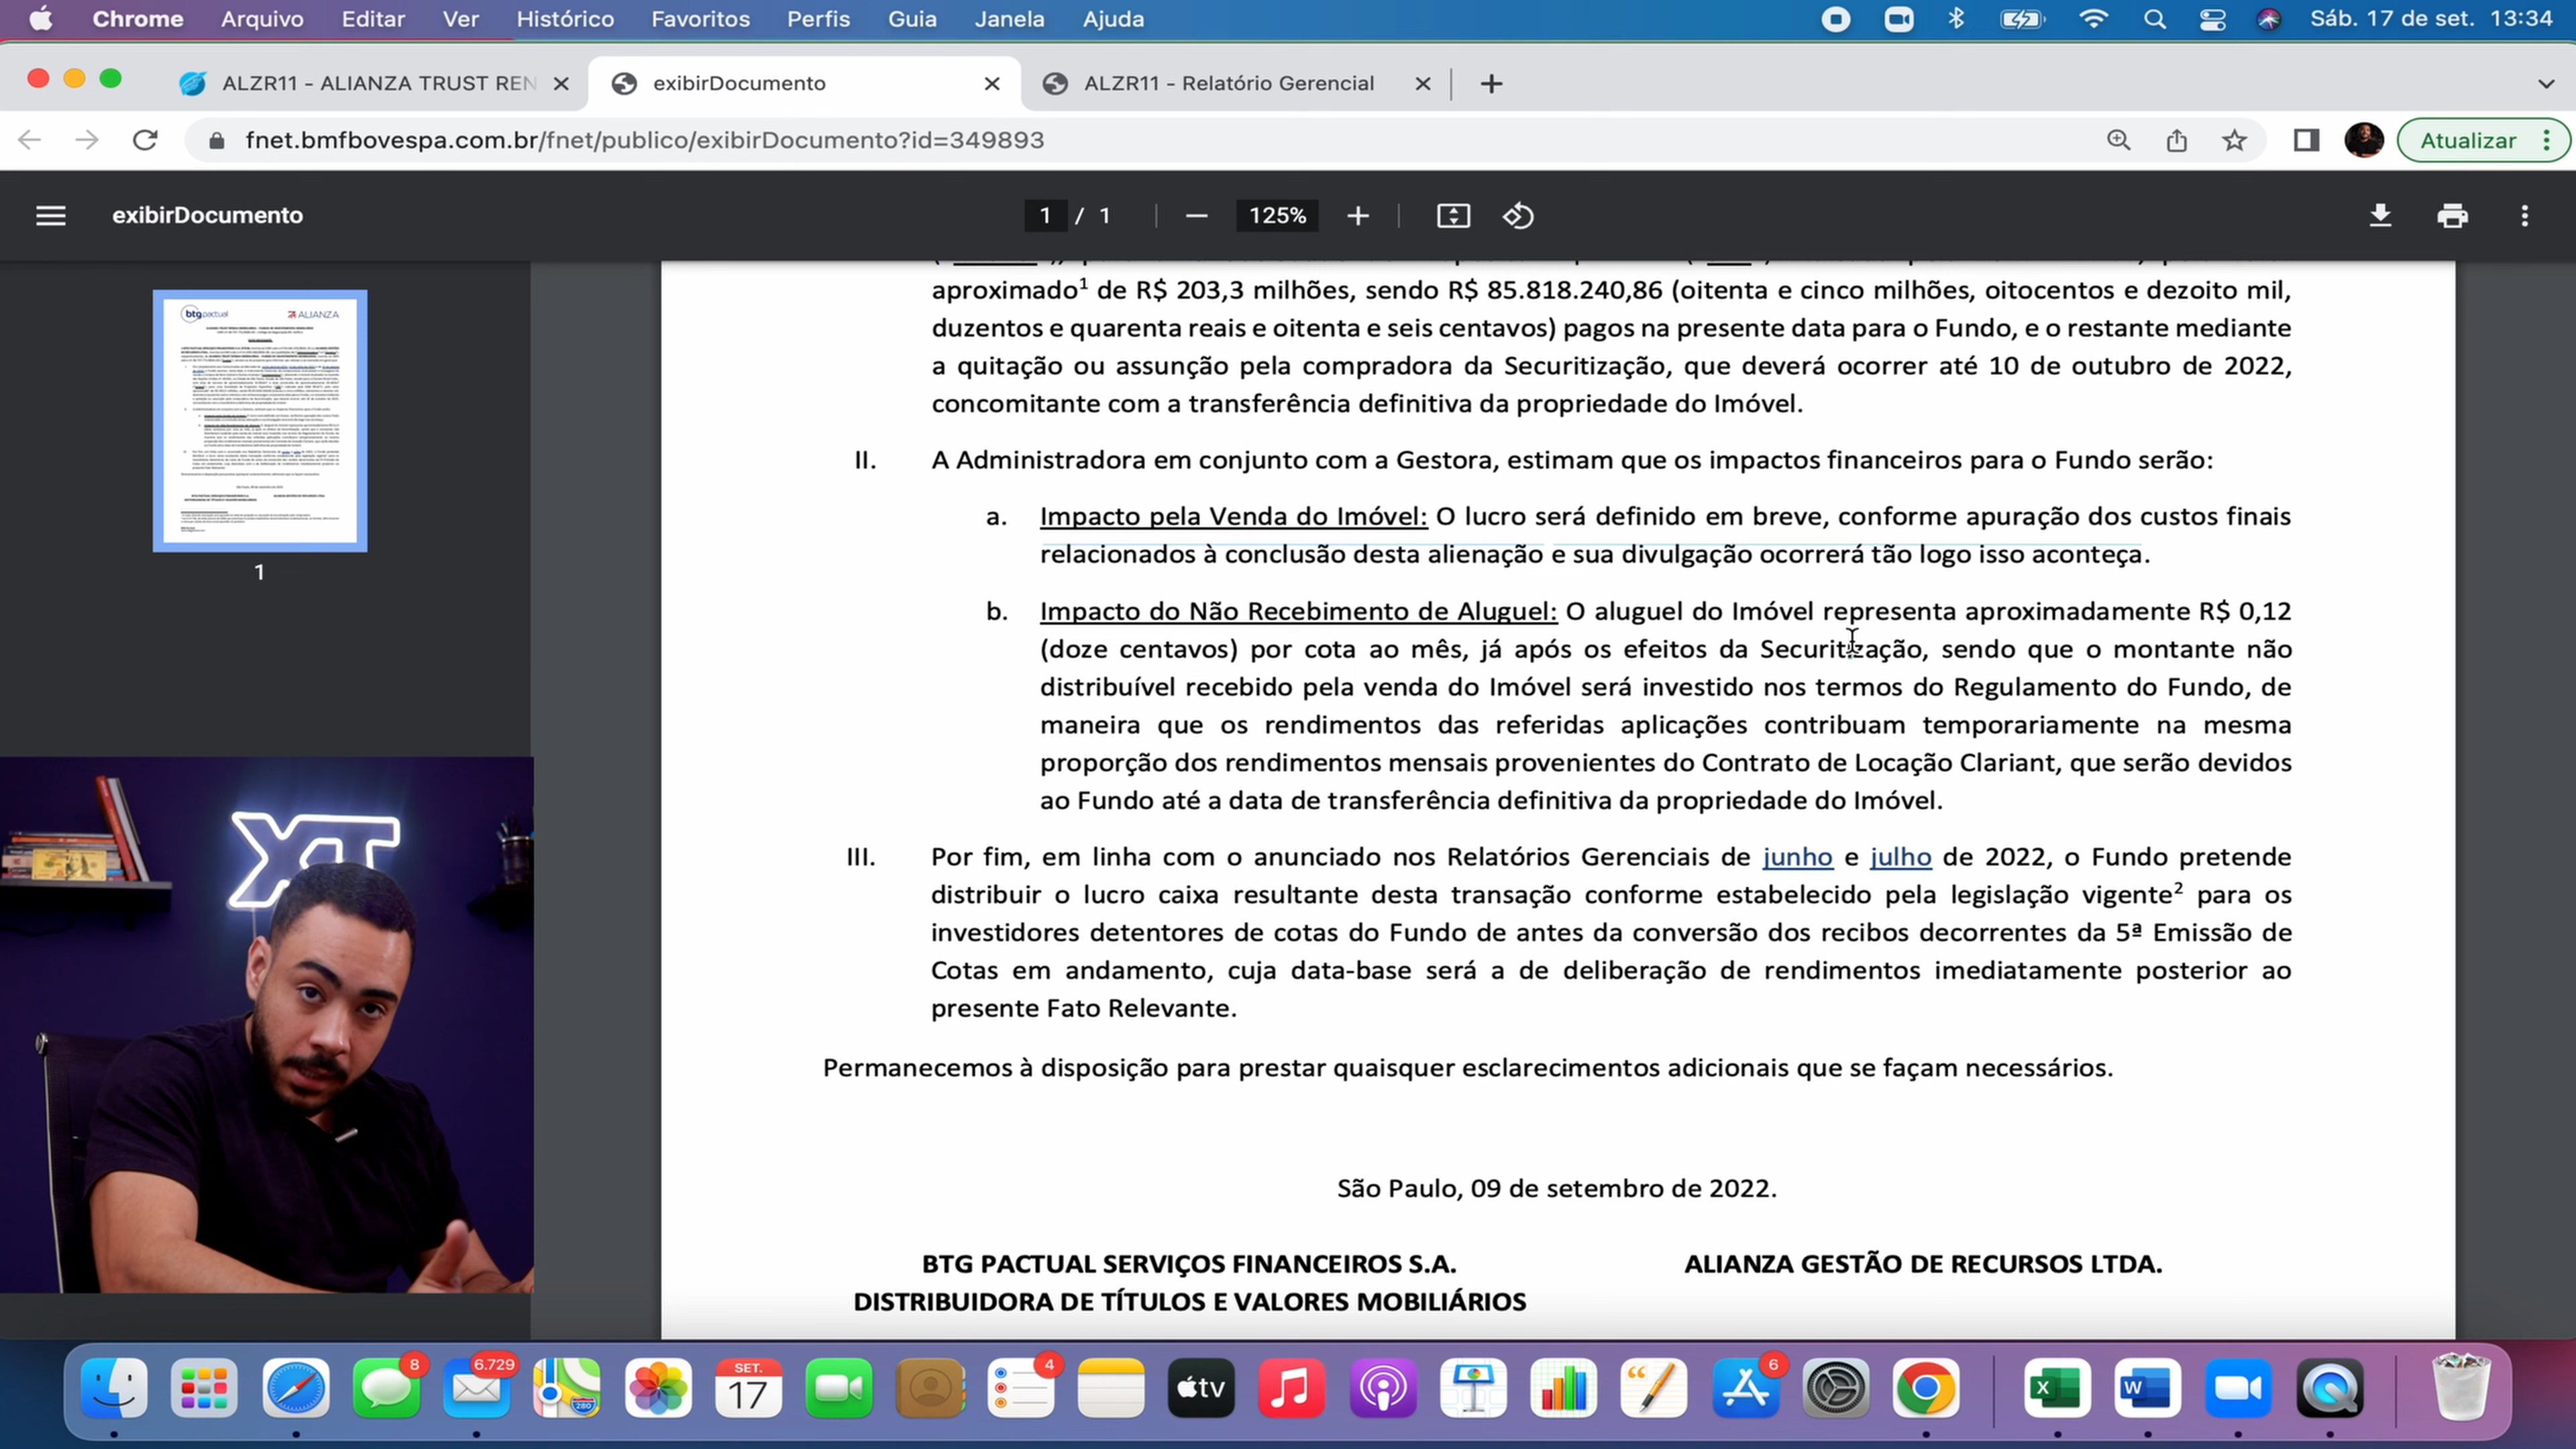 Chrome Arquivo Editar Ver Histórico Favoritos Perfis Guia Janela Ajuda Sáb. 17 de set. 13:34
ALZR11 - ALIANZA TRUST REN exibirDocumento ALZR11 - Relatório Gerencial
fnet.bmfbovespa.com.br/fnet/publico/exibirDocumento?id=349893 Atualizar
exibirDocumento 1 / 1 125%
btg pactual ALIANZA
1
aproximado¹ de R$ 203,3 milhões, sendo R$ 85.818.240,86 (oitenta e cinco milhões, oitocentos e dezoito mil,
duzentos e quarenta reais e oitenta e seis centavos) pagos na presente data para o Fundo, e o restante mediante
a quitação ou assunção pela compradora da Securitização, que deverá ocorrer até 10 de outubro de 2022,
concomitante com a transferência definitiva da propriedade do Imóvel.
II. A Administradora em conjunto com a Gestora, estimam que os impactos financeiros para o Fundo serão:
a. Impacto pela Venda do Imóvel: O lucro será definido em breve, conforme apuração dos custos finais
relacionados à conclusão desta alienação e sua divulgação ocorrerá tão logo isso aconteça.
b. Impacto do Não Recebimento de Aluguel: O aluguel do Imóvel representa aproximadamente R$ 0,12
(doze centavos) por cota ao mês, já após os efeitos da Securitização, sendo que o montante não
distribuível recebido pela venda do Imóvel será investido nos termos do Regulamento do Fundo, de
maneira que os rendimentos das referidas aplicações contribuam temporariamente na mesma
proporção dos rendimentos mensais provenientes do Contrato de Locação Clariant, que serão devidos
ao Fundo até a data de transferência definitiva da propriedade do Imóvel.
III. Por fim, em linha com o anunciado nos Relatórios Gerenciais de junho e julho de 2022, o Fundo pretende
distribuir o lucro caixa resultante desta transação conforme estabelecido pela legislação vigente² para os
investidores detentores de cotas do Fundo de antes da conversão dos recibos decorrentes da 5ª Emissão de
Cotas em andamento, cuja data-base será a de deliberação de rendimentos imediatamente posterior ao
presente Fato Relevante.
Permanecemos à disposição para prestar quaisquer esclarecimentos adicionais que se façam necessários.
São Paulo, 09 de setembro de 2022.
BTG PACTUAL SERVIÇOS FINANCEIROS S.A. ALIANZA GESTÃO DE RECURSOS LTDA.
DISTRIBUIDORA DE TÍTULOS E VALORES MOBILIÁRIOS
XT
8 6.729 SET. 17 4 tv 6 X W
280